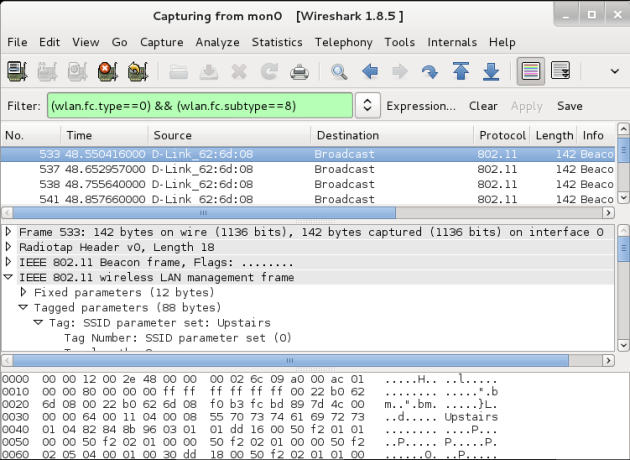 Capturing from mon0 [Wireshark 1.8.5 ]
File Edit View Go Capture Analyze Statistics Telephony Tools Internals Help
Filter: (wlan.fc.type==0) && (wlan.fc.subtype==8) Expression... Clear Apply Save
No. Time Source Destination Protocol Length Info
533 48.550416000 D-Link_62:6d:08 Broadcast 802.11 142 Beaco
537 48.652957000 D-Link_62:6d:08 Broadcast 802.11 142 Beaco
538 48.755640000 D-Link_62:6d:08 Broadcast 802.11 142 Beaco
541 48.857660000 D-Link_62:6d:08 Broadcast 802.11 142 Beaco
Frame 533: 142 bytes on wire (1136 bits), 142 bytes captured (1136 bits) on interface 0
Radiotap Header v0, Length 18
IEEE 802.11 Beacon frame, Flags: ........
IEEE 802.11 wireless LAN management frame
Fixed parameters (12 bytes)
Tagged parameters (88 bytes)
Tag: SSID parameter set: Upstairs
Tag Number: SSID parameter set (0)
0000 00 00 12 00 2e 48 00 00 00 02 6c 09 a0 00 ac 01 .....H.. ..l.....
0010 00 00 80 00 00 00 ff ff ff ff ff ff 00 22 b0 62 ........ .....".b
0020 6d 08 00 22 b0 62 6d 08 f0 b3 fc bd 89 7d 4c 00 m..".bm. .....}L.
0030 00 00 64 00 11 04 00 08 55 70 73 74 61 69 72 73 ..d..... Upstairs
0040 01 04 82 84 8b 96 03 01 01 dd 16 00 50 f2 01 01 ........ ....P...
0050 00 00 50 f2 02 01 00 00 50 f2 02 01 00 00 50 f2 ..P..... P.....P.
0060 02 05 04 00 01 00 30 dd 18 00 50 f2 02 01 01 00 ......0. ..P.....